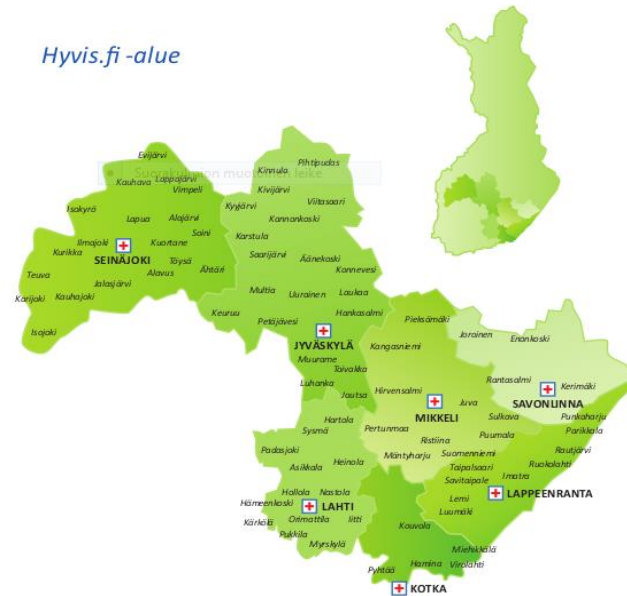 Hyvis.fi -alue
Evijärvi
Suorakulmion muotoinen leike
Kauhava
Lappajärvi
Vimpeli
Isokyrö
Lapua
Alajärvi
Soini
Ilmajoki
Kuortane
Kurikka
SEINÄJOKI
Töysä
Teuva
Alavus
Ähtäri
Jalasjärvi
Karijoki
Kauhajoki
Isojoki
Kinnula
Pihtipudas
Kivijärvi
Viitasaari
Kyyjärvi
Kannonkoski
Karstula
Saarijärvi
Äänekoski
Konnevesi
Multia
Uurainen
Laukaa
Keuruu
Petäjävesi
Hankasalmi
JYVÄSKYLÄ
Muurame
Toivakka
Luhanka
Joutsa
Pieksämäki
Kangasniemi
Hirvensalmi
Juva
MIKKELI
Pertunmaa
Ristiina
Mäntyharju
Joroinen
Enonkoski
Rantasalmi
Kerimäki
SAVONLINNA
Sulkava
Punkaharju
Puumala
Parikkala
Suomenniemi
Rautjärvi
Taipalsaari
Ruokolahti
Savitaipale
Imatra
LAPPEENRANTA
Lemi
Luumäki
Hartola
Sysmä
Padasjoki
Heinola
Asikkala
Hollola
Nastola
Hämeenkoski
LAHTI
Kärkölä
Orimattila
Iitti
Pukkila
Myrskylä
Kouvola
Miehikkälä
Pyhtää
Hamina
Virolahti
KOTKA